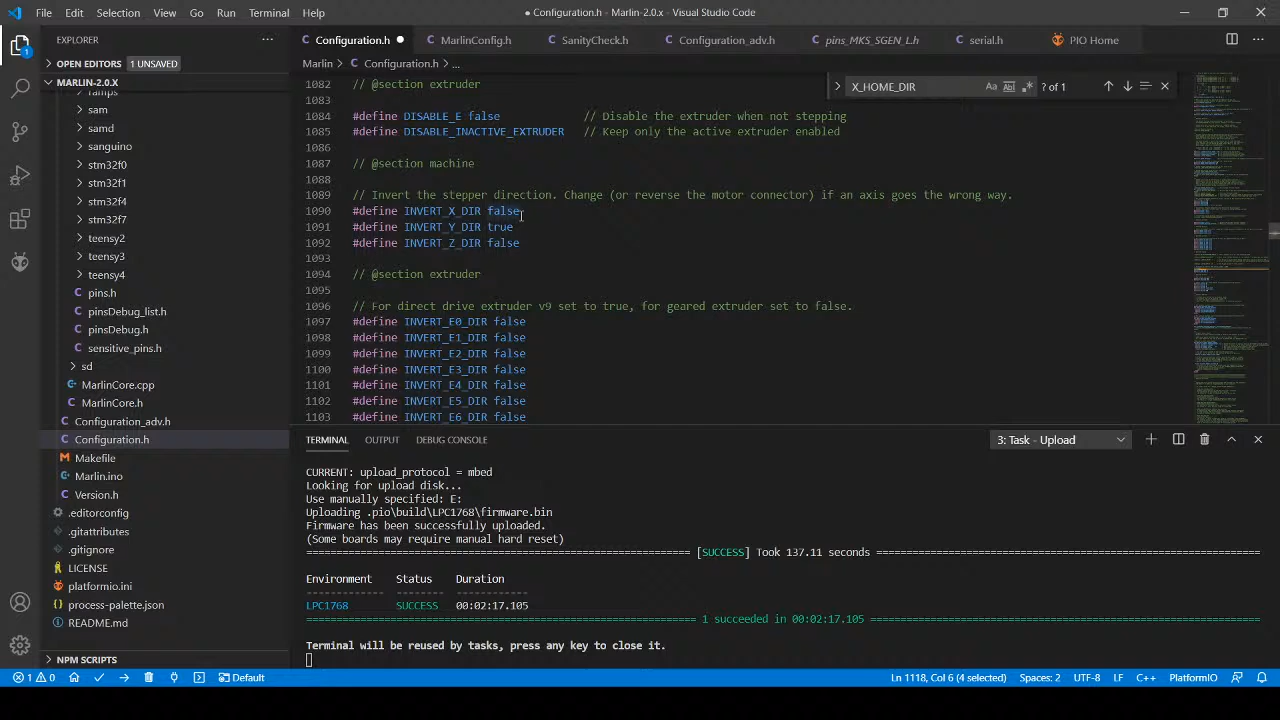 File Edit Selection View Go Run Terminal Help ● Configuration.h - Marlin-2.0.x - Visual Studio Code
EXPLORER ···
OPEN EDITORS 1 UNSAVED
MARLIN-2.0.X
ramps
sam
samd
sanguino
stm32f0
stm32f1
stm32f4
stm32f7
teensy2
teensy3
teensy4
pins.h
pinsDebug_list.h
pinsDebug.h
sensitive_pins.h
sd
MarlinCore.cpp
MarlinCore.h
Configuration_adv.h
Configuration.h
Makefile
Marlin.ino
Version.h
.editorconfig
.gitattributes
.gitignore
LICENSE
platformio.ini
process-palette.json
README.md
NPM SCRIPTS
Configuration.h ● MarlinConfig.h SanityCheck.h Configuration_adv.h pins_MKS_SGEN_L.h serial.h PIO Home
Marlin > Configuration.h > ...
X_HOME_DIR Aa Abl .* ? of 1
1082 // @section extruder
1083
1084 #define DISABLE_E false // Disable the extruder when not stepping
1085 #define DISABLE_INACTIVE_EXTRUDER // Keep only the active extruder enabled
1086
1087 // @section machine
1088
1089 // Invert the stepper direction. Change (or reverse the motor connector) if an axis goes the wrong way.
1090 #define INVERT_X_DIR false
1091 #define INVERT_Y_DIR true
1092 #define INVERT_Z_DIR false
1093
1094 // @section extruder
1095
1096 // For direct drive extruder v9 set to true, for geared extruder set to false.
1097 #define INVERT_E0_DIR false
1098 #define INVERT_E1_DIR false
1099 #define INVERT_E2_DIR false
1100 #define INVERT_E3_DIR false
1101 #define INVERT_E4_DIR false
1102 #define INVERT_E5_DIR false
1103 #define INVERT_E6_DIR false
TERMINAL OUTPUT DEBUG CONSOLE 3: Task - Upload
CURRENT: upload_protocol = mbed
Looking for upload disk...
Use manually specified: E:
Uploading .pio\build\LPC1768\firmware.bin
Firmware has been successfully uploaded.
(Some boards may require manual hard reset)
[SUCCESS] Took 137.11 seconds
Environment Status Duration
LPC1768 SUCCESS 00:02:17.105
1 succeeded in 00:02:17.105
Terminal will be reused by tasks, press any key to close it.
1 0 Default Ln 1118, Col 6 (4 selected) Spaces: 2 UTF-8 LF C++ PlatformIO